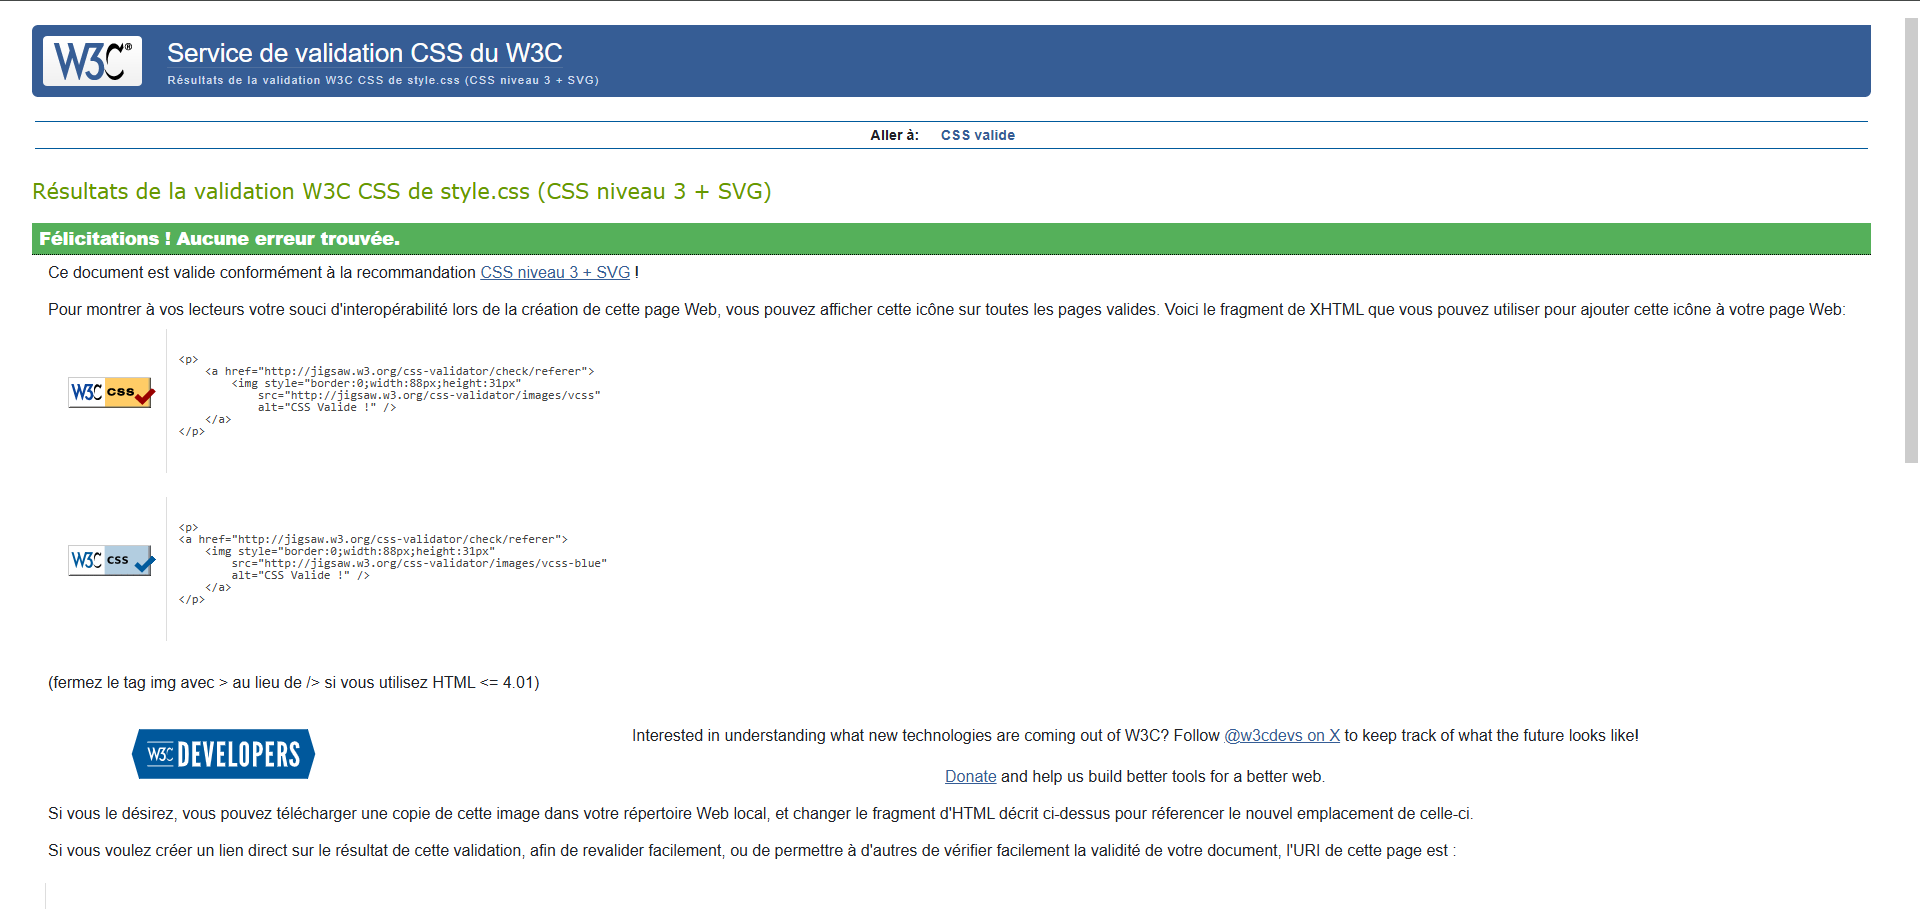 W3C®
Service de validation CSS du W3C
Résultats de la validation W3C CSS de style.css (CSS niveau 3 + SVG)
Aller à: CSS valide
Résultats de la validation W3C CSS de style.css (CSS niveau 3 + SVG)
Félicitations ! Aucune erreur trouvée.
Ce document est valide conformément à la recommandation CSS niveau 3 + SVG !
Pour montrer à vos lecteurs votre souci d'interopérabilité lors de la création de cette page Web, vous pouvez afficher cette icône sur toutes les pages valides. Voici le fragment de XHTML que vous pouvez utiliser pour ajouter cette icône à votre page Web:
W3C css
<p>
    <a href="http://jigsaw.w3.org/css-validator/check/referer">
        <img style="border:0;width:88px;height:31px"
            src="http://jigsaw.w3.org/css-validator/images/vcss"
            alt="CSS Valide !" />
    </a>
</p>
W3C css
<p>
<a href="http://jigsaw.w3.org/css-validator/check/referer">
    <img style="border:0;width:88px;height:31px"
        src="http://jigsaw.w3.org/css-validator/images/vcss-blue"
        alt="CSS Valide !" />
    </a>
</p>
(fermez le tag img avec > au lieu de /> si vous utilisez HTML <= 4.01)
W3C DEVELOPERS
Interested in understanding what new technologies are coming out of W3C? Follow @w3cdevs on X to keep track of what the future looks like!
Donate and help us build better tools for a better web.
Si vous le désirez, vous pouvez télécharger une copie de cette image dans votre répertoire Web local, et changer le fragment d'HTML décrit ci-dessus pour réferencer le nouvel emplacement de celle-ci.
Si vous voulez créer un lien direct sur le résultat de cette validation, afin de revalider facilement, ou de permettre à d'autres de vérifier facilement la validité de votre document, l'URI de cette page est :